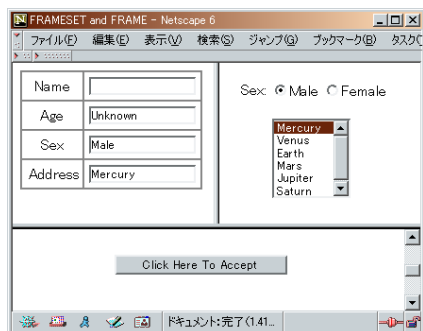 FRAMESET and FRAME - Netscape 6
ファイル(F) 編集(E) 表示(V) 検索(S) ジャンプ(G) ブックマーク(B) タスク(
Name
Age Unknown
Sex Male
Address Mercury
Sex: Male Female
Mercury
Venus
Earth
Mars
Jupiter
Saturn
Click Here To Accept
ドキュメント:完了(1.41...